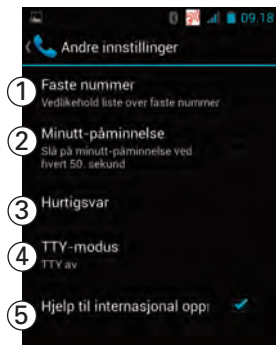 09.18
Andre innstillinger
1 Faste nummer
Vedlikehold liste over faste nummer
2 Minutt-påminnelse
Slå på minutt-påminnelse ved
hvert 50. sekund
3 Hurtigsvar
4 TTY-modus
TTY av
5 Hjelp til internasjonal oppr